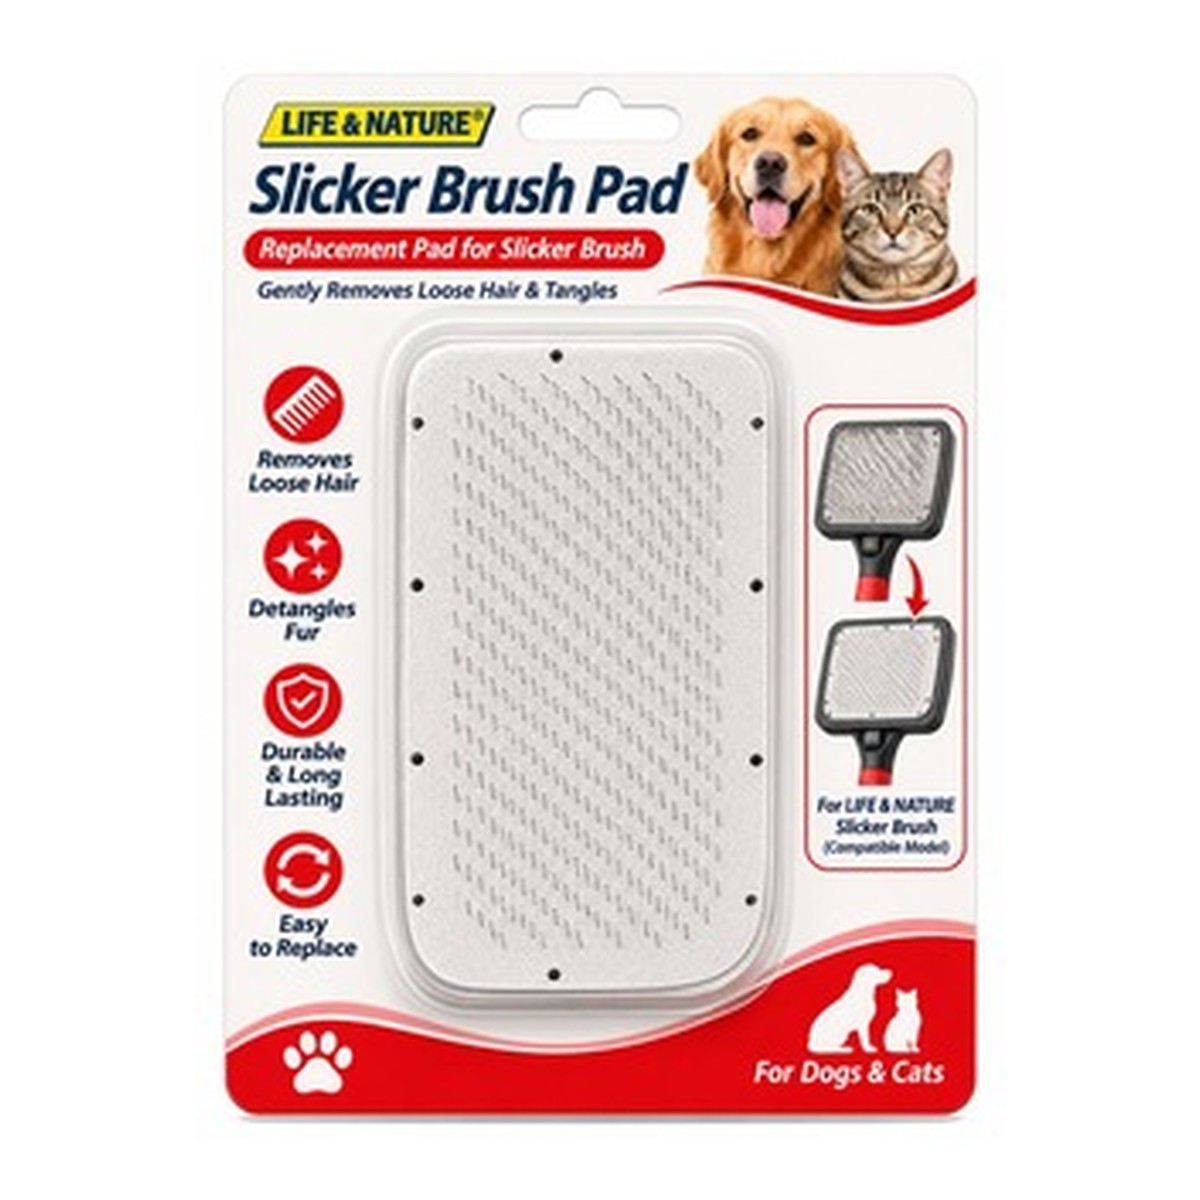 LIFE & NATURE®
Slicker Brush Pad
Replacement Pad for Slicker Brush
Gently Removes Loose Hair & Tangles
Removes
Loose Hair
Detangles
Fur
Durable
& Long
Lasting
Easy
to Replace
For LIFE & NATURE
Slicker Brush
(Compatible Model)
For Dogs & Cats